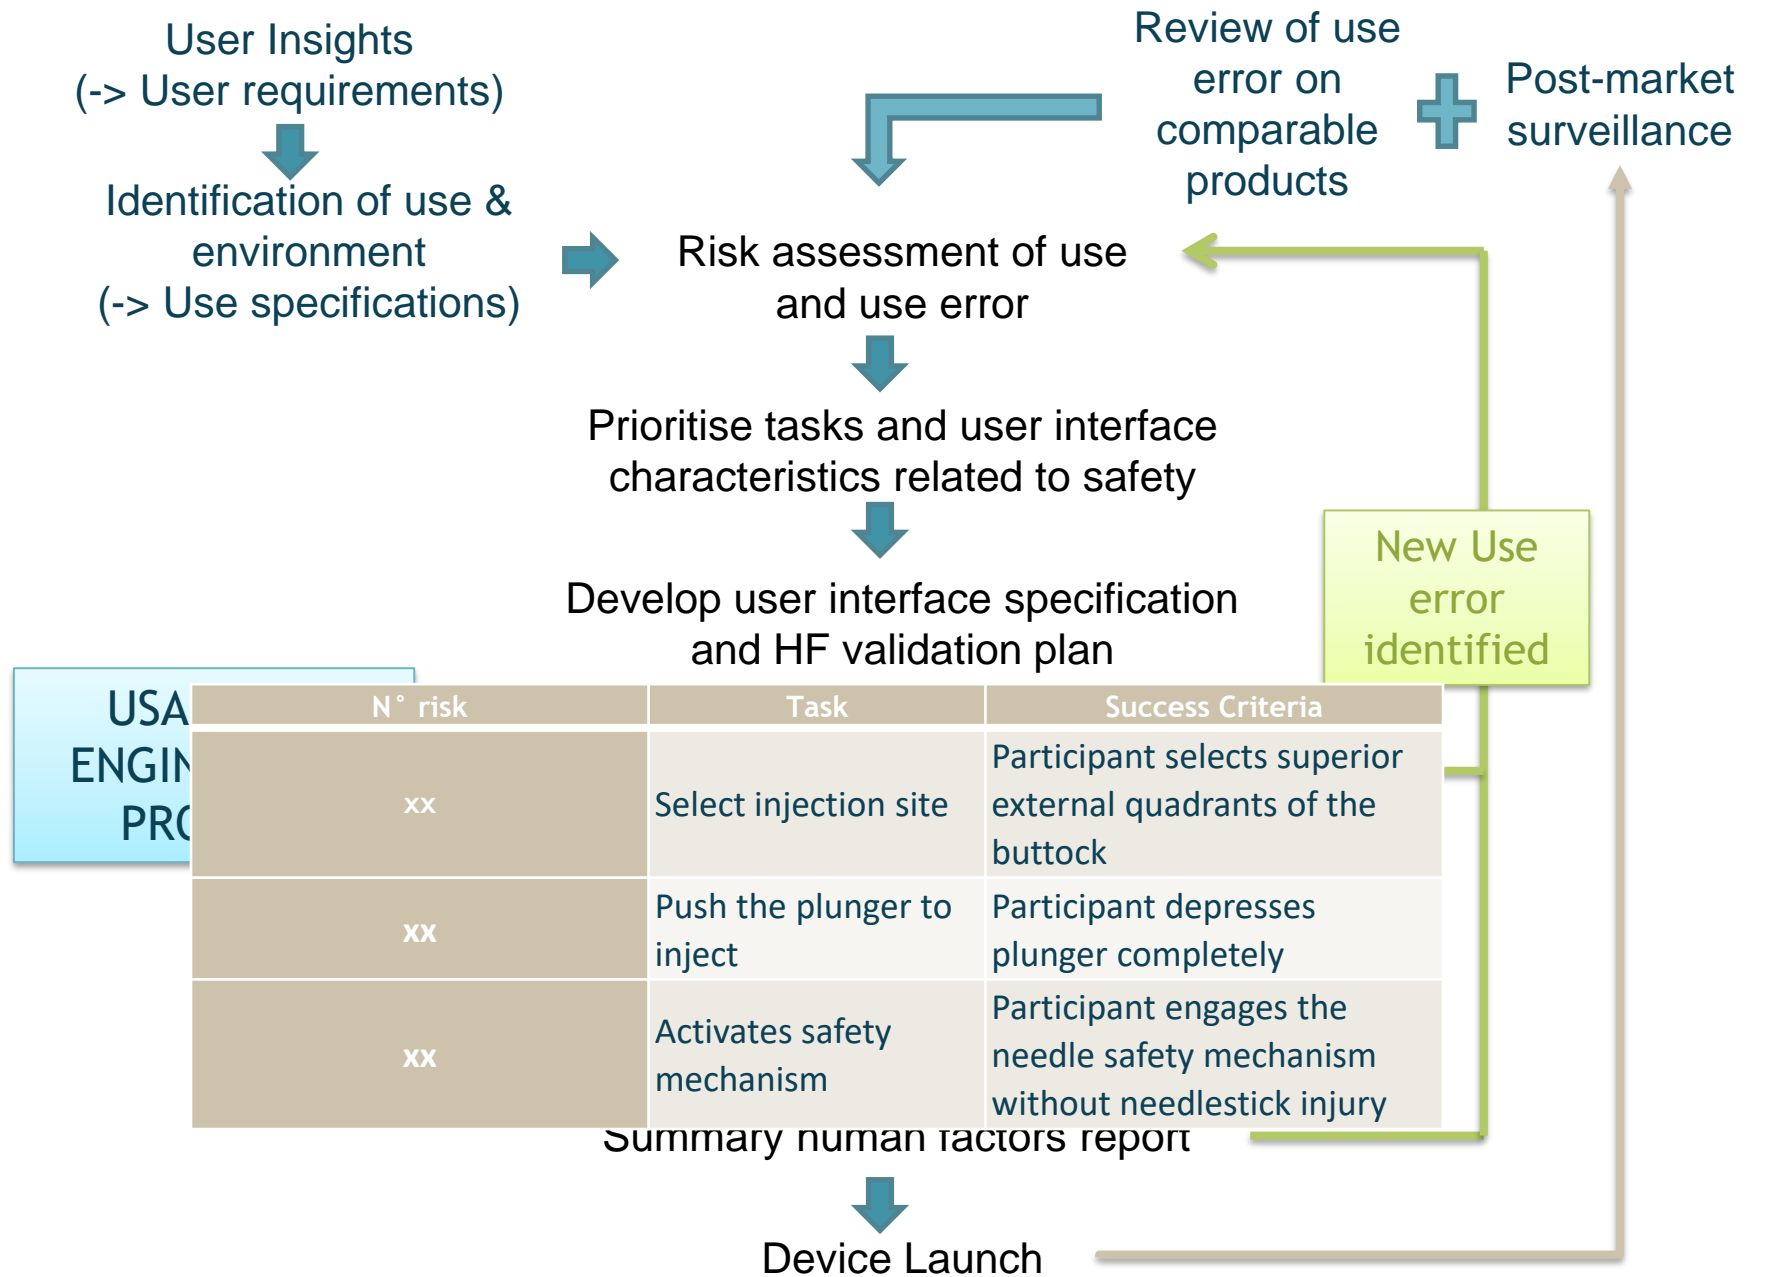 User Insights
(-> User requirements)
Identification of use &
environment
(-> Use specifications)
Review of use
error on
comparable
products
Post-market
surveillance
Risk assessment of use
and use error
Prioritise tasks and user interface
characteristics related to safety
Develop user interface specification
and HF validation plan
New Use
error
identified
USA
ENGIN
PRO
N° risk
Task
Success Criteria
xx
Select injection site
Participant selects superior
external quadrants of the
buttock
xx
Push the plunger to
inject
Participant depresses
plunger completely
xx
Activates safety
mechanism
Participant engages the
needle safety mechanism
without needlestick injury
Summary human factors report
Device Launch